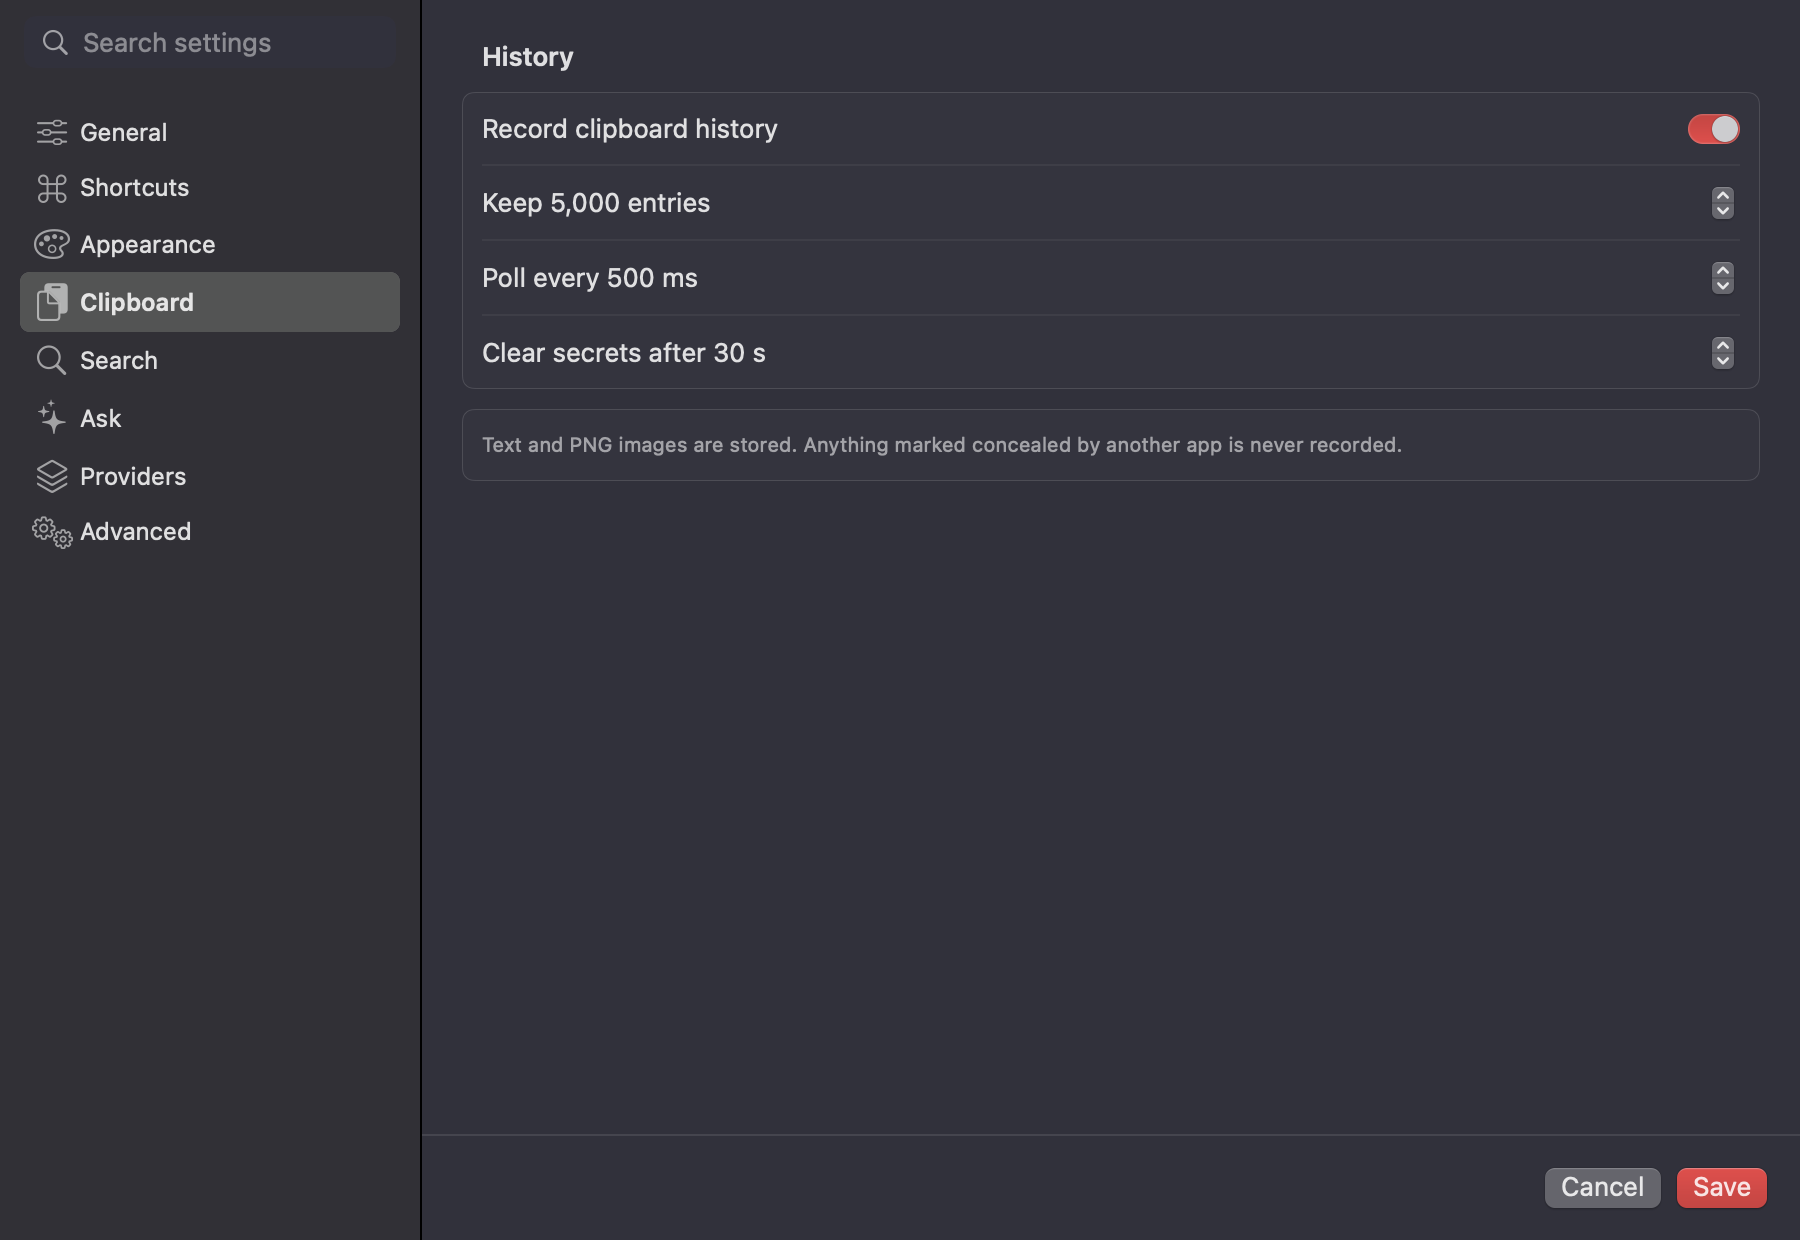 Search settings
General
Shortcuts
Appearance
Clipboard
Search
Ask
Providers
Advanced
History
Record clipboard history
Keep 5,000 entries
Poll every 500 ms
Clear secrets after 30 s
Text and PNG images are stored. Anything marked concealed by another app is never recorded.
Cancel
Save